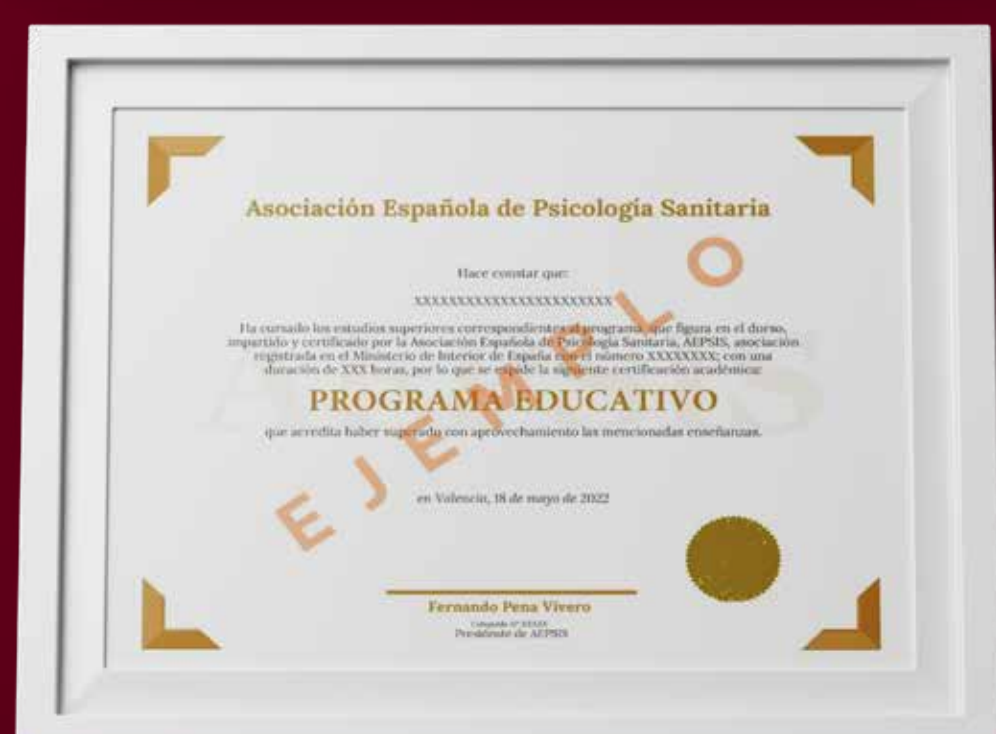 Asociación Española de Psicología Sanitaria
Hace constar que:
XXXXXXXXXXXXXXXXXXXXXXX
Ha cursado los estudios superiores correspondientes al programa, que figura en el dorso,
impartido y certificado por la Asociación Española de Psicología Sanitaria, AEPSIS, asociación
registrada en el Ministerio de Interior de España con el número XXXXXXXX; con una
duración de XXX horas, por lo que se expide la siguiente certificación académica:
PROGRAMA EDUCATIVO
que acredita haber superado con aprovechamiento las mencionadas enseñanzas.
en Valencia, 18 de mayo de 2022
Fernando Pena Vivero
Colegiado Nº XXXXX
Presidente de AEPSIS
EJEMPLO